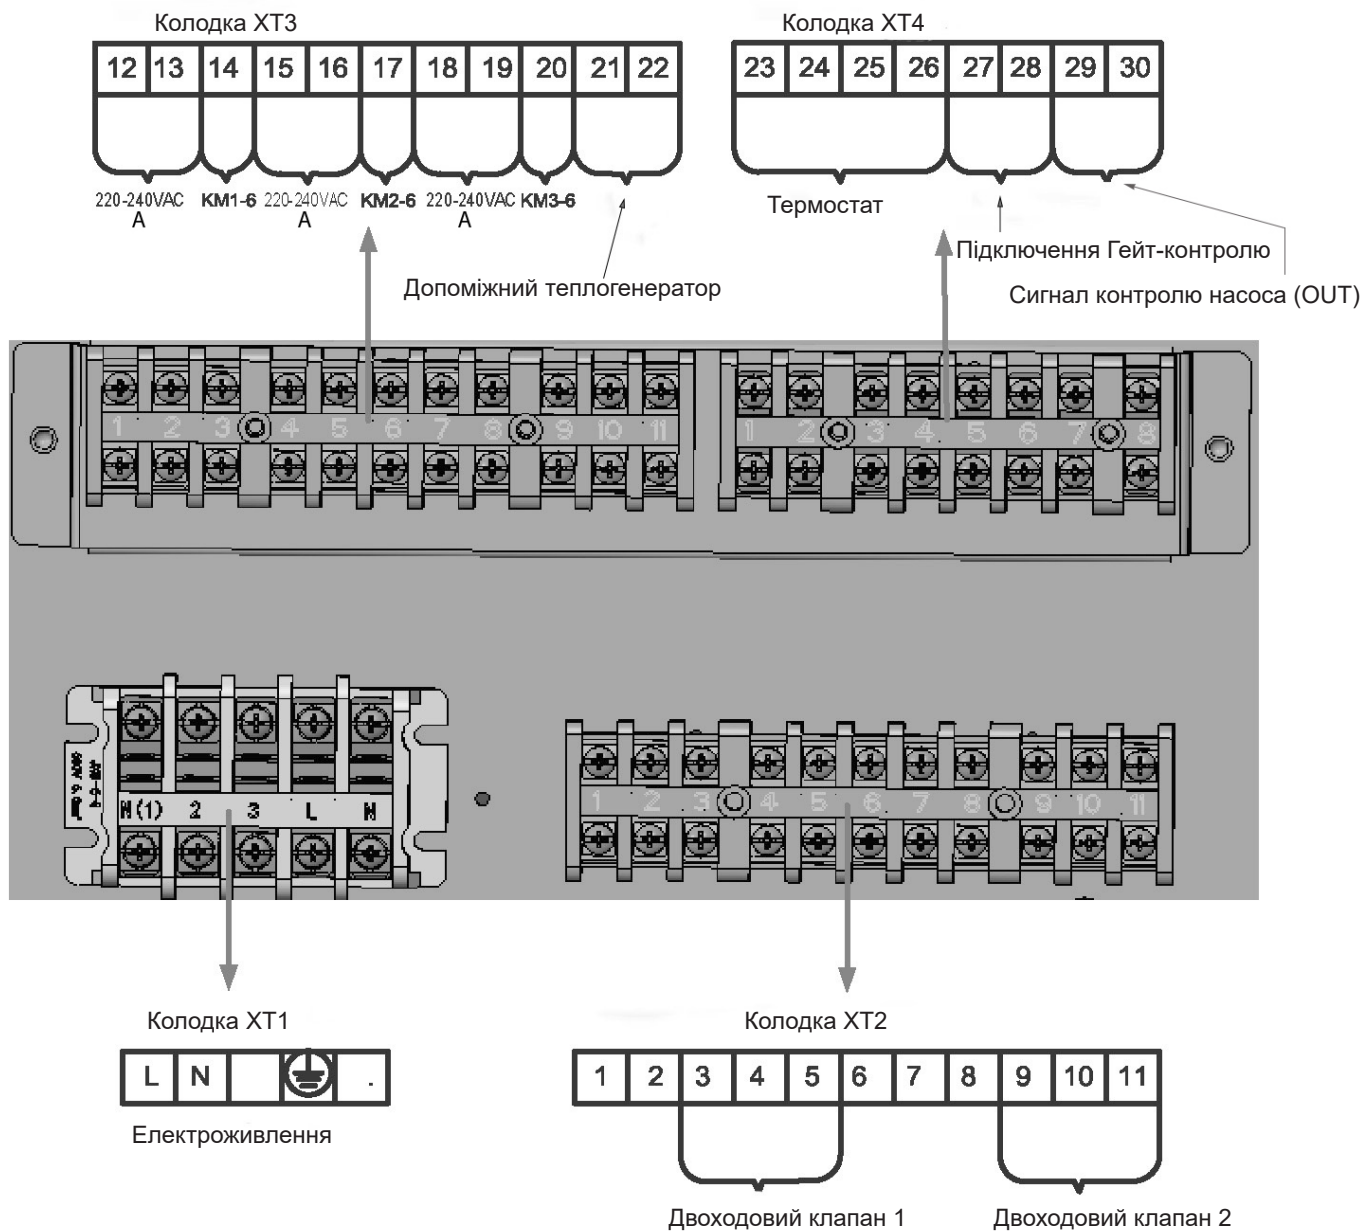 Колодка XT3
Колодка XT4
12 13 14 15 16 17 18 19 20 21 22
23 24 25 26 27 28 29 30
220-240VAC KM1-6 220-240VAC KM2-6 220-240VAC KM3-6
A A A
Термостат
Підключення Гейт-контролю
Допоміжний теплогенератор
Сигнал контролю насоса (OUT)
1 2 3 4 5 6 7 8 9 10 11
1 2 3 4 5 6 7 8
N(1) 2 3 L N
1 2 3 4 5 6 7 8 9 10 11
Колодка XT1
Колодка XT2
L N .
1 2 3 4 5 6 7 8 9 10 11
Електроживлення
Двоходовий клапан 1
Двоходовий клапан 2